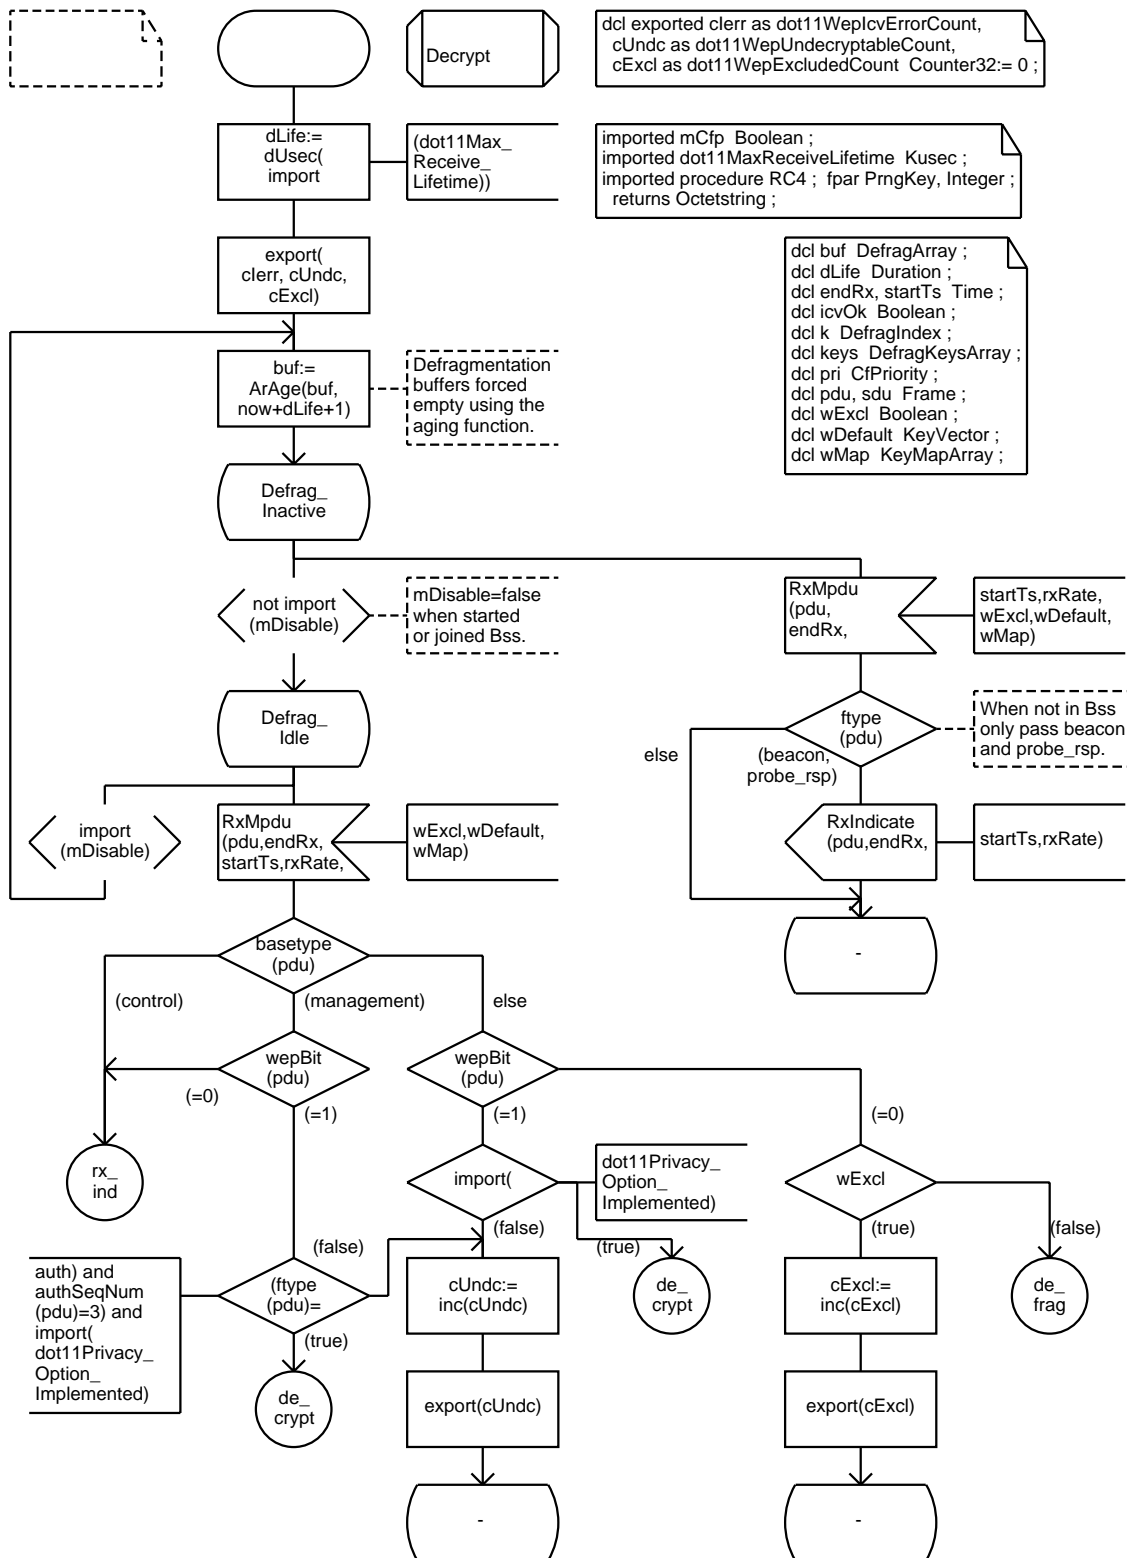 Decrypt
dcl exported cIerr as dot11WepIcvErrorCount,
cUndc as dot11WepUndecryptableCount,
cExcl as dot11WepExcludedCount Counter32:= 0 ;
dLife:=
dUsec(
import
(dot11Max_
Receive_
Lifetime))
imported mCfp Boolean ;
imported dot11MaxReceiveLifetime Kusec ;
imported procedure RC4 ; fpar PrngKey, Integer ;
returns Octetstring ;
export(
cIerr, cUndc,
cExcl)
dcl buf DefragArray ;
dcl dLife Duration ;
dcl endRx, startTs Time ;
dcl icvOk Boolean ;
dcl k DefragIndex ;
dcl keys DefragKeysArray ;
dcl pri CfPriority ;
dcl pdu, sdu Frame ;
dcl wExcl Boolean ;
dcl wDefault KeyVector ;
dcl wMap KeyMapArray ;
buf:=
ArAge(buf,
now+dLife+1)
Defragmentation
buffers forced
empty using the
aging function.
Defrag_
Inactive
not import
(mDisable)
mDisable=false
when started
or joined Bss.
RxMpdu
(pdu,
endRx,
startTs,rxRate,
wExcl,wDefault,
wMap)
Defrag_
Idle
ftype
(pdu)
When not in Bss
only pass beacon
and probe_rsp.
else
(beacon,
probe_rsp)
import
(mDisable)
RxMpdu
(pdu,endRx,
startTs,rxRate,
wExcl,wDefault,
wMap)
RxIndicate
(pdu,endRx,
startTs,rxRate)
-
basetype
(pdu)
(control)
(management)
else
wepBit
(pdu)
(=0)
(=1)
wepBit
(pdu)
(=1)
(=0)
rx_
ind
import(
dot11Privacy_
Option_
Implemented)
wExcl
(false)
(true)
(true)
(false)
(false)
auth) and
authSeqNum
(pdu)=3) and
import(
dot11Privacy_
Option_
Implemented)
(ftype
(pdu)=
(true)
cUndc:=
inc(cUndc)
de_
crypt
cExcl:=
inc(cExcl)
de_
frag
de_
crypt
export(cUndc)
export(cExcl)
-
-